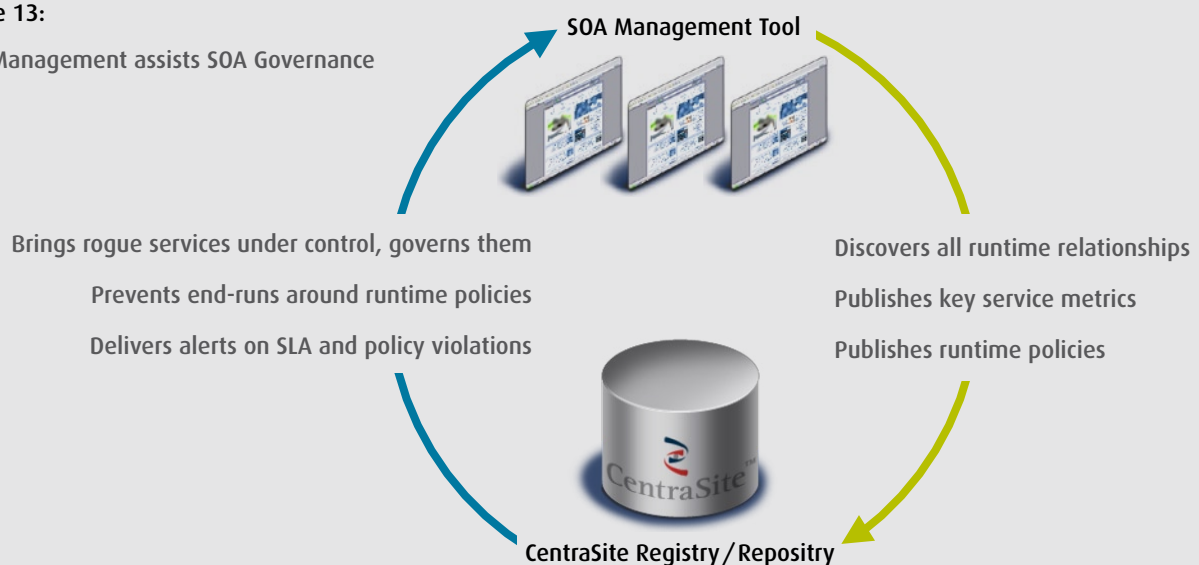 e 13:
Management assists SOA Governance
SOA Management Tool
Brings rogue services under control, governs them
Prevents end-runs around runtime policies
Delivers alerts on SLA and policy violations
Discovers all runtime relationships
Publishes key service metrics
Publishes runtime policies
CentraSite™
CentraSite Registry / Repositry